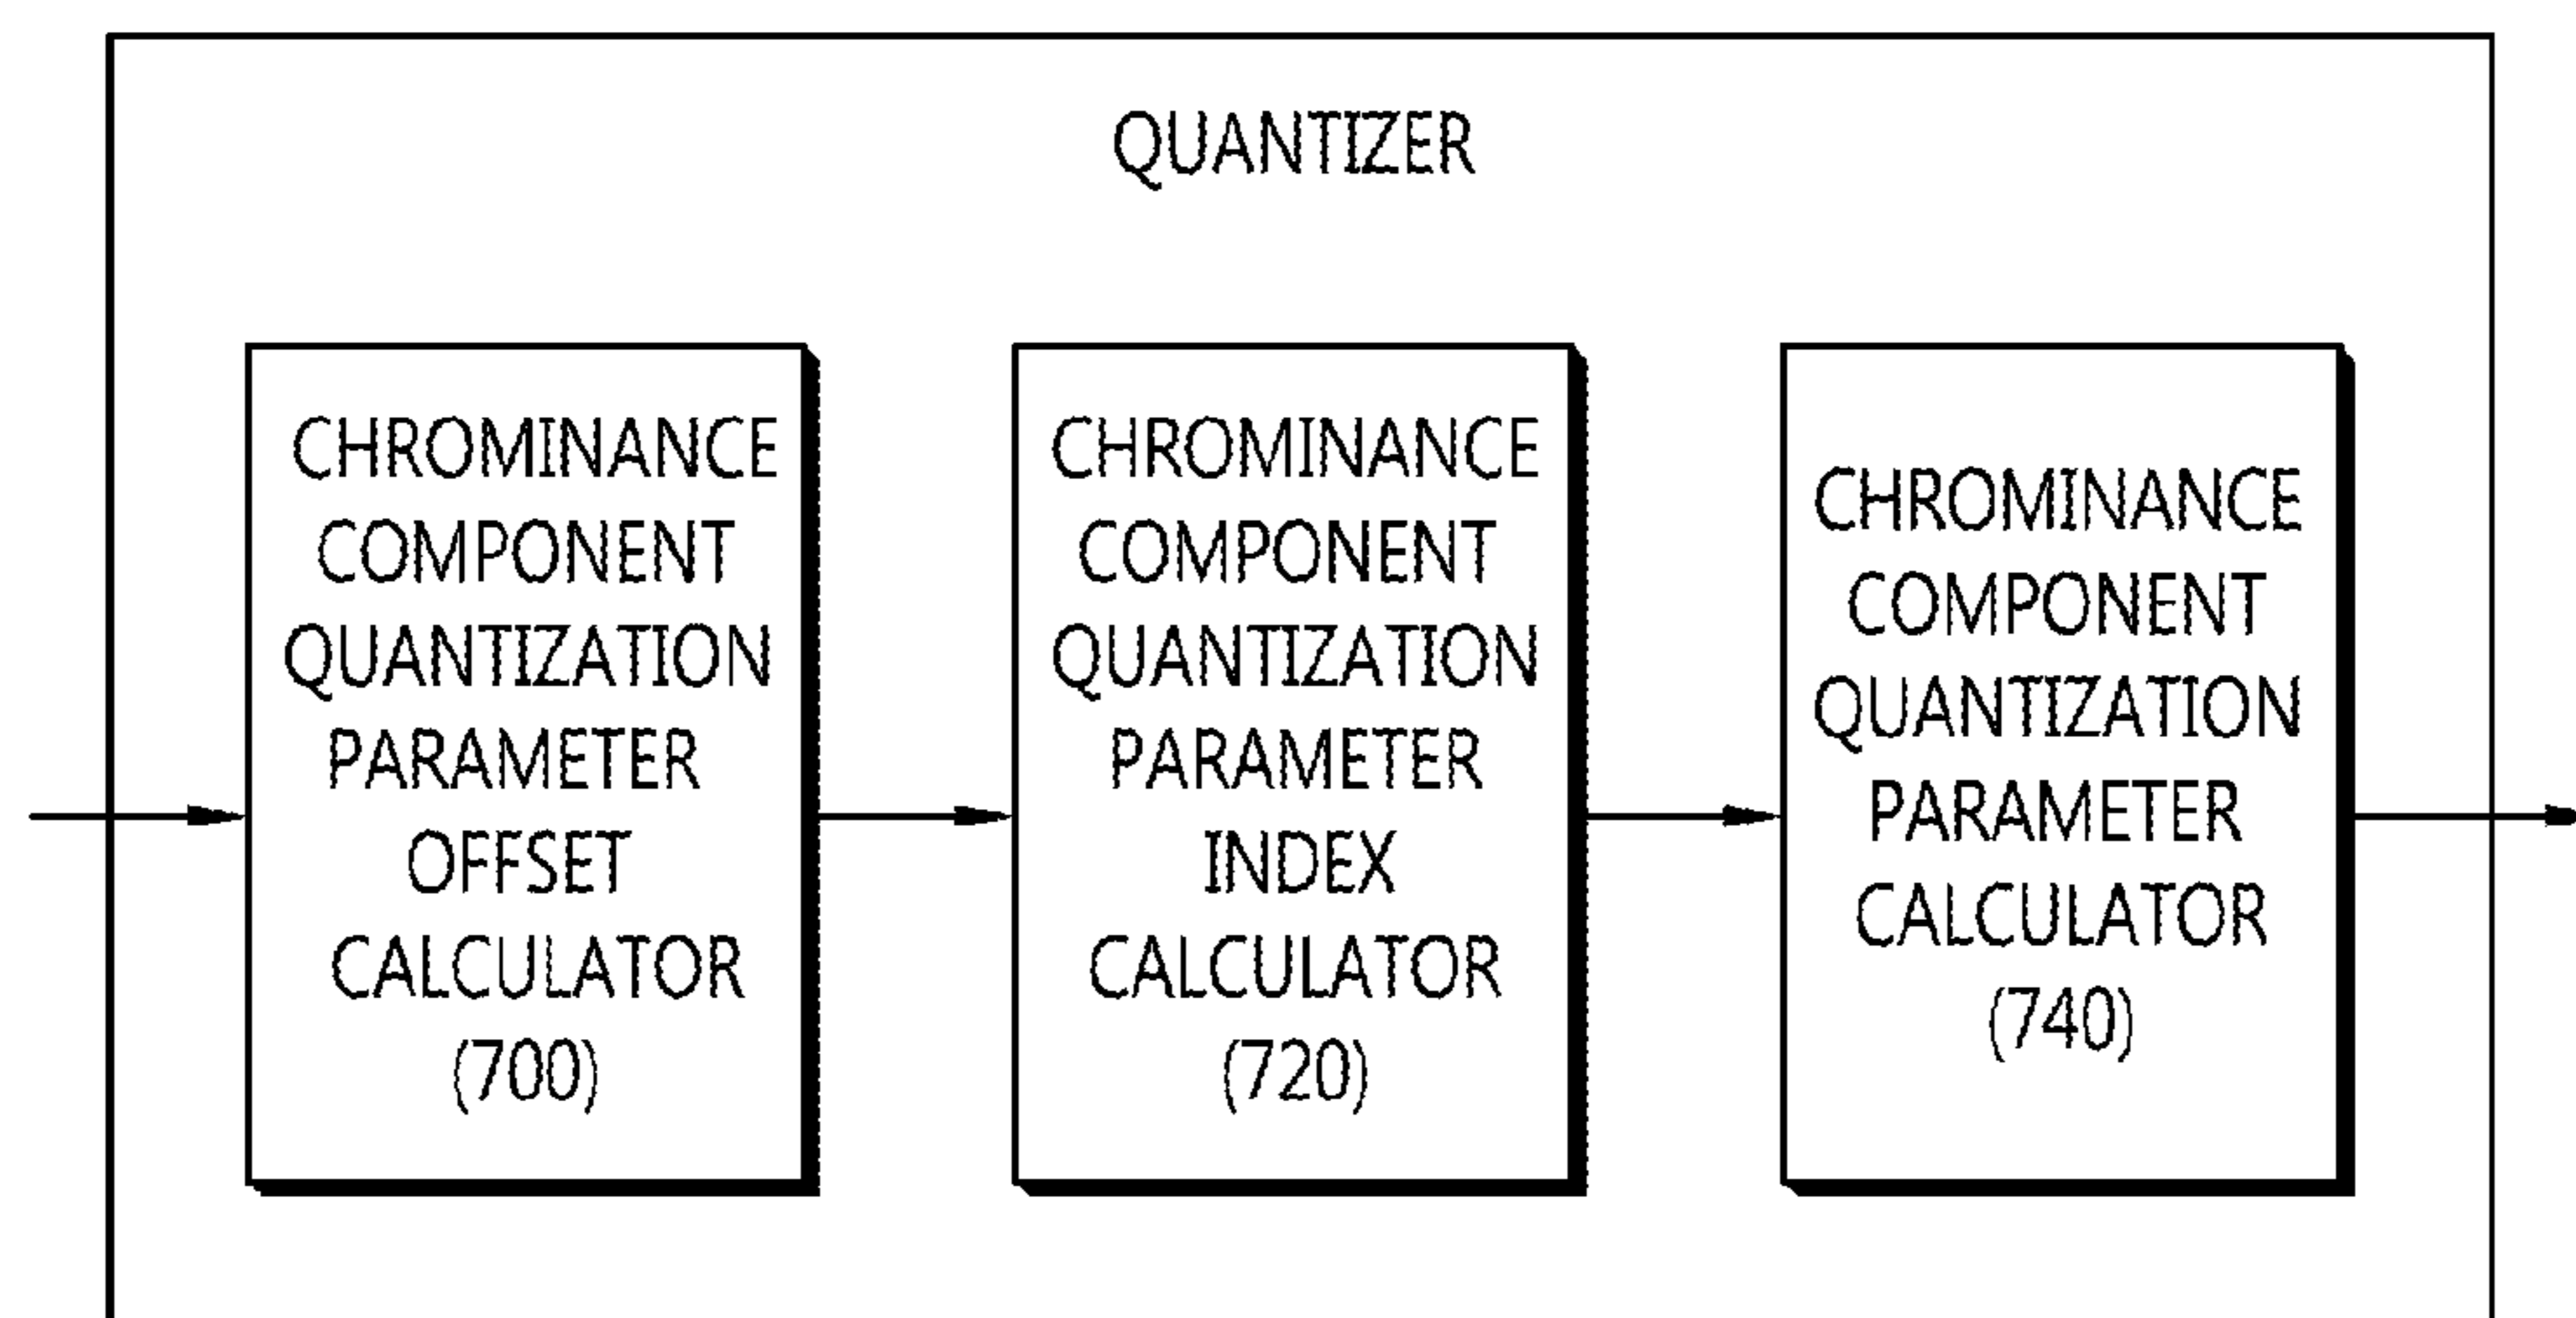 QUANTIZER
CHROMINANCE
COMPONENT
QUANTIZATION
PARAMETER
OFFSET
CALCULATOR
(700)
CHROMINANCE
COMPONENT
QUANTIZATION
PARAMETER
INDEX
CALCULATOR
(720)
CHROMINANCE
COMPONENT
QUANTIZATION
PARAMETER
CALCULATOR
(740)